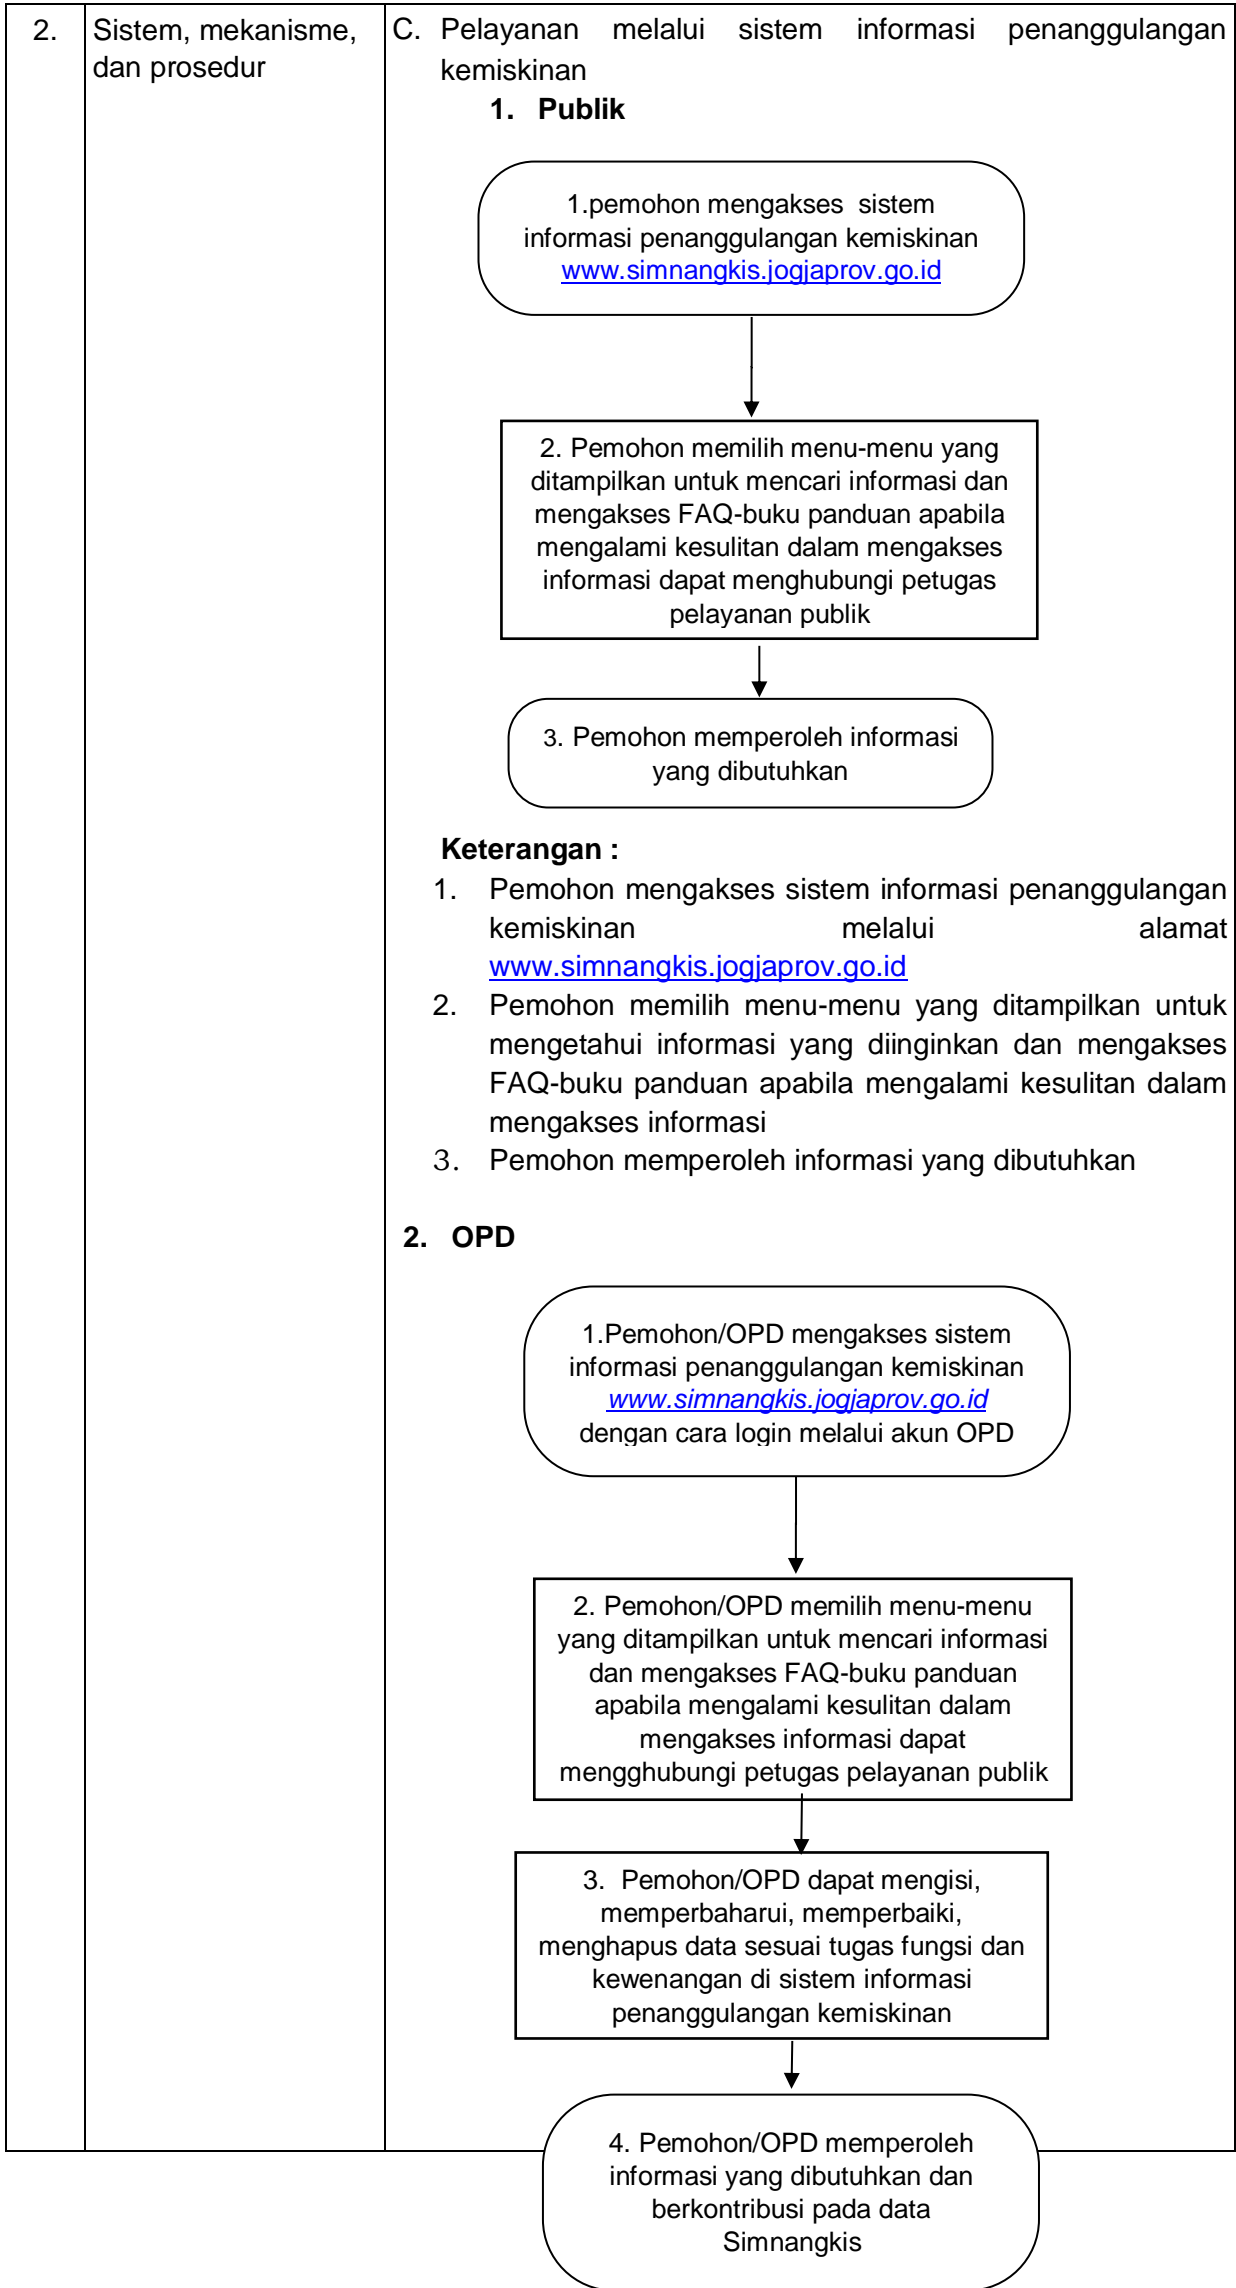 2.
Sistem, mekanisme,
dan prosedur
C. Pelayanan melalui sistem informasi penanggulangan
kemiskinan
1. Publik
1.pemohon mengakses sistem
informasi penanggulangan kemiskinan
www.simnangkis.jogjaprov.go.id
2. Pemohon memilih menu-menu yang
ditampilkan untuk mencari informasi dan
mengakses FAQ-buku panduan apabila
mengalami kesulitan dalam mengakses
informasi dapat menghubungi petugas
pelayanan publik
3. Pemohon memperoleh informasi
yang dibutuhkan
Keterangan :
1. Pemohon mengakses sistem informasi penanggulangan
kemiskinan melalui alamat
www.simnangkis.jogjaprov.go.id
2. Pemohon memilih menu-menu yang ditampilkan untuk
mengetahui informasi yang diinginkan dan mengakses
FAQ-buku panduan apabila mengalami kesulitan dalam
mengakses informasi
3. Pemohon memperoleh informasi yang dibutuhkan
2. OPD
1.Pemohon/OPD mengakses sistem
informasi penanggulangan kemiskinan
www.simnangkis.jogjaprov.go.id
dengan cara login melalui akun OPD
2. Pemohon/OPD memilih menu-menu
yang ditampilkan untuk mencari informasi
dan mengakses FAQ-buku panduan
apabila mengalami kesulitan dalam
mengakses informasi dapat
mengghubungi petugas pelayanan publik
3. Pemohon/OPD dapat mengisi,
memperbaharui, memperbaiki,
menghapus data sesuai tugas fungsi dan
kewenangan di sistem informasi
penanggulangan kemiskinan
4. Pemohon/OPD memperoleh
informasi yang dibutuhkan dan
berkontribusi pada data
Simnangkis